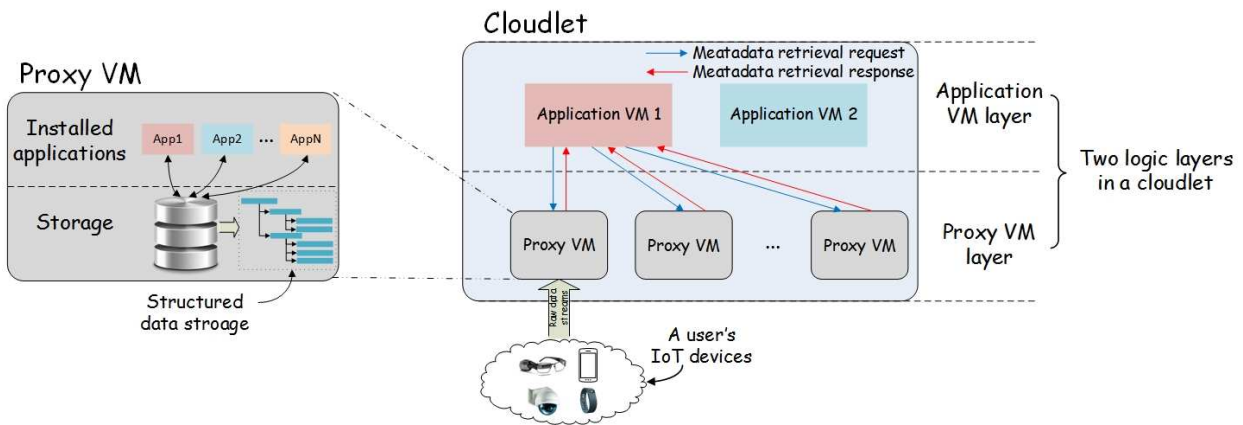 Cloudlet
Meatadata retrieval request
Meatadata retrieval response
Proxy VM
Installed
applications
App1
App2
...
AppN
Storage
Structured
data stroage
Application VM 1
Application VM 2
Proxy VM
Proxy VM
...
Proxy VM
Raw data
streams
A user's
IoT devices
Application
VM layer
Proxy VM
layer
Two logic layers
in a cloudlet